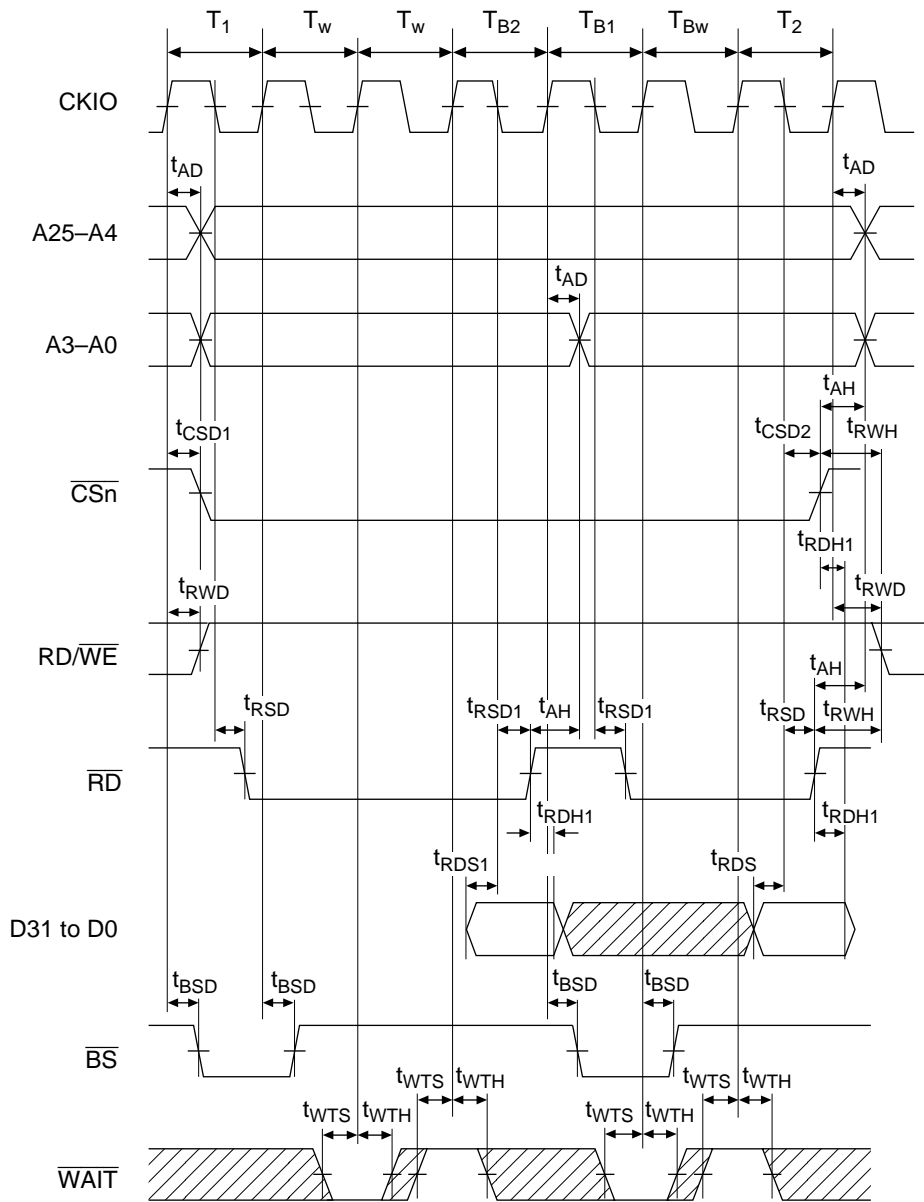 T1 Tw Tw TB2 TB1 TBw T2
CKIO
tAD tAD
A25–A4
tAD
A3–A0
tAH
tCSD1 tCSD2 tRWH
CSn
tRDH1
tRWD tRWD
RD/WE
tAH
tRSD tRSD1 tAH tRSD1 tRSD tRWH
RD
tRDH1 tRDH1
tRDS1 tRDS
D31 to D0
tBSD tBSD tBSD tBSD
BS
tWTS tWTH tWTS tWTH
tWTS tWTH tWTS tWTH
WAIT